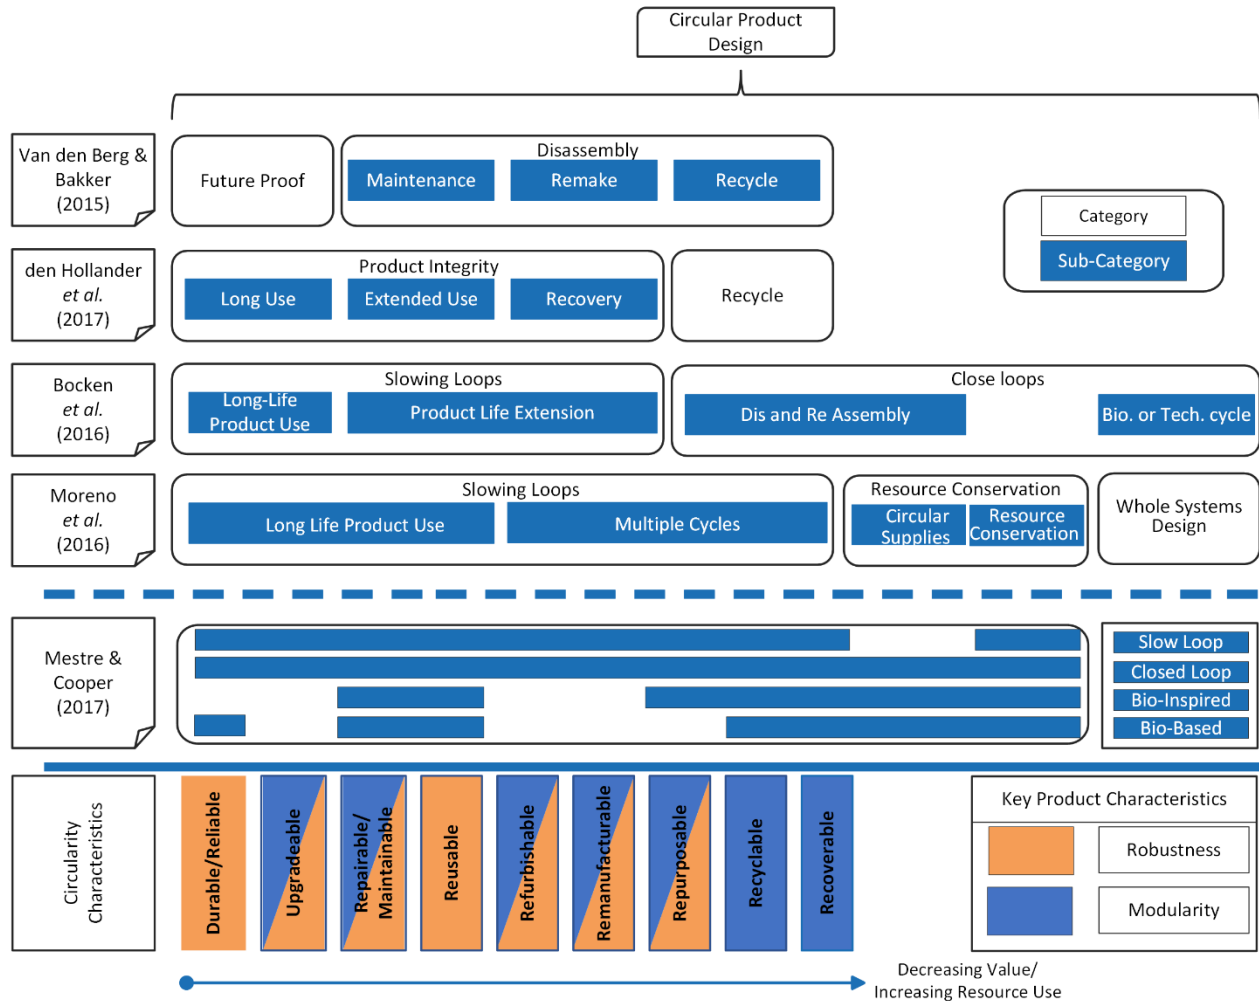 Circular Product
Design
Van den Berg &
Bakker
(2015)
Future Proof
Disassembly
Maintenance
Remake
Recycle
Category
Sub-Category
den Hollander
et al.
(2017)
Product Integrity
Long Use
Extended Use
Recovery
Recycle
Bocken
et al.
(2016)
Slowing Loops
Long-Life
Product Use
Product Life Extension
Close loops
Dis and Re Assembly
Bio. or Tech. cycle
Moreno
et al.
(2016)
Slowing Loops
Long Life Product Use
Multiple Cycles
Resource Conservation
Circular
Supplies
Resource
Conservation
Whole Systems
Design
Mestre &
Cooper
(2017)
Slow Loop
Closed Loop
Bio-Inspired
Bio-Based
Circularity
Characteristics
Durable/Reliable
Upgradeable
Repairable/
Maintainable
Reusable
Refurbishable
Remanufacturable
Repurposable
Recyclable
Recoverable
Key Product Characteristics
Robustness
Modularity
Decreasing Value/
Increasing Resource Use